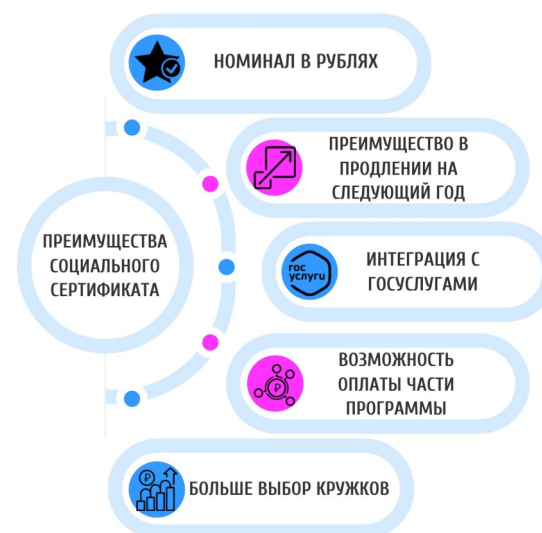 НОМИНАЛ В РУБЛЯХ
ПРЕИМУЩЕСТВО В
ПРОДЛЕНИИ НА
СЛЕДУЮЩИЙ ГОД
ПРЕИМУЩЕСТВА
СОЦИАЛЬНОГО
СЕРТИФИКАТА
гос
услуги
ИНТЕГРАЦИЯ С
ГОСУСЛУГАМИ
ВОЗМОЖНОСТЬ
ОПЛАТЫ ЧАСТИ
ПРОГРАММЫ
БОЛЬШЕ ВЫБОР КРУЖКОВ